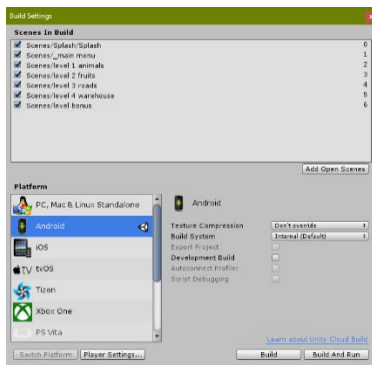 Build Settings
Scenes In Build
Scenes/Splash/Splash 0
Scenes/_main menu 1
Scenes/level 1 animals 2
Scenes/level 2 fruits 3
Scenes/level 3 roads 4
Scenes/level 4 warehouse 5
Scenes/level bonus 6
Add Open Scenes
Platform
PC, Mac & Linux Standalone
Android
iOS
tv tvOS
Tizen
Xbox One
PS Vita
Android
Texture Compression Don't override
Build System Internal (Default)
Export Project
Development Build
Autoconnect Profiler
Script Debugging
Learn about Unity Cloud Build
Switch Platform Player Settings... Build Build And Run